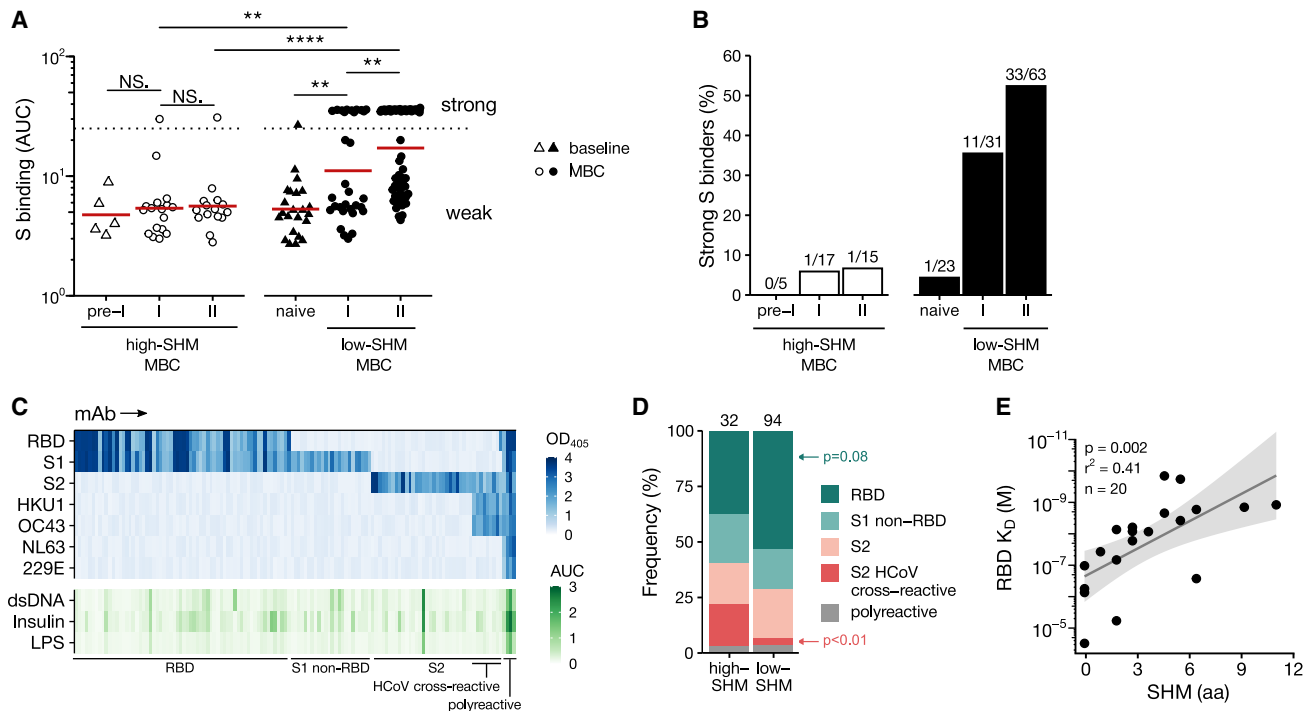 A
** 
****
NS.
NS.
**
**
10²
10¹
10⁰
S binding (AUC)
strong
weak
baseline
MBC
pre–I
I
II
naive
I
II
high-SHM
MBC
low-SHM
MBC
B
Strong S binders (%)
60
50
40
30
20
10
0
0/5
1/17
1/15
1/23
11/31
33/63
pre–I
I
II
naive
I
II
high-SHM
MBC
low-SHM
MBC
C
mAb
RBD
S1
S2
HKU1
OC43
NL63
229E
dsDNA
Insulin
LPS
OD₄₀₅
4
3
2
1
0
AUC
3
2
1
0
RBD
S1 non-RBD
S2
HCoV cross-reactive
polyreactive
D
32
94
Frequency (%)
100
75
50
25
0
p=0.08
p<0.01
RBD
S1 non–RBD
S2
S2 HCoV
cross–reactive
polyreactive
high–
SHM
low–
SHM
E
p = 0.002
r² = 0.41
n = 20
RBD K_D (M)
10⁻¹¹
10⁻⁹
10⁻⁷
10⁻⁵
0
3
6
9
12
SHM (aa)